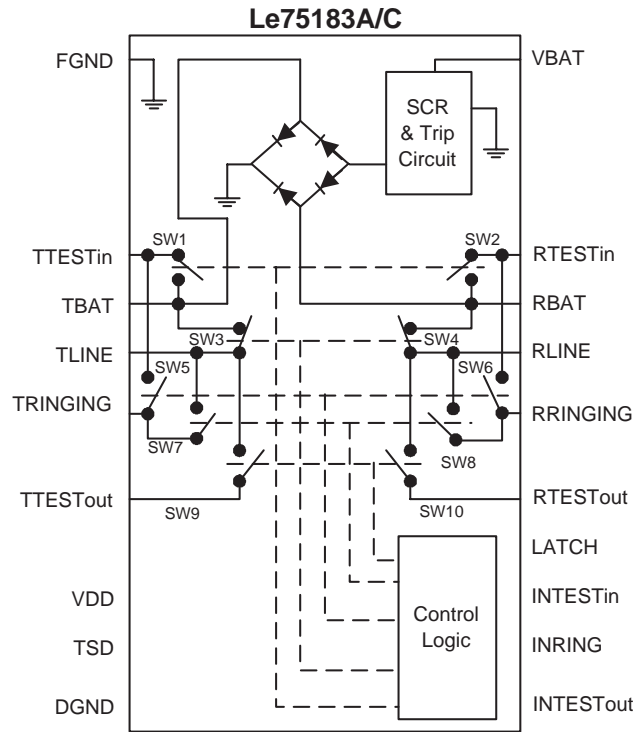 Le75183A/C
FGND
VBAT
SCR
& Trip
Circuit
SW1
SW2
TTESTin
RTESTin
TBAT
RBAT
SW3
SW4
TLINE
RLINE
SW5
SW6
TRINGING
RRINGING
SW7
SW8
TTESTout
RTESTout
SW9
SW10
LATCH
VDD
INTESTin
Control
Logic
TSD
INRING
DGND
INTESTout